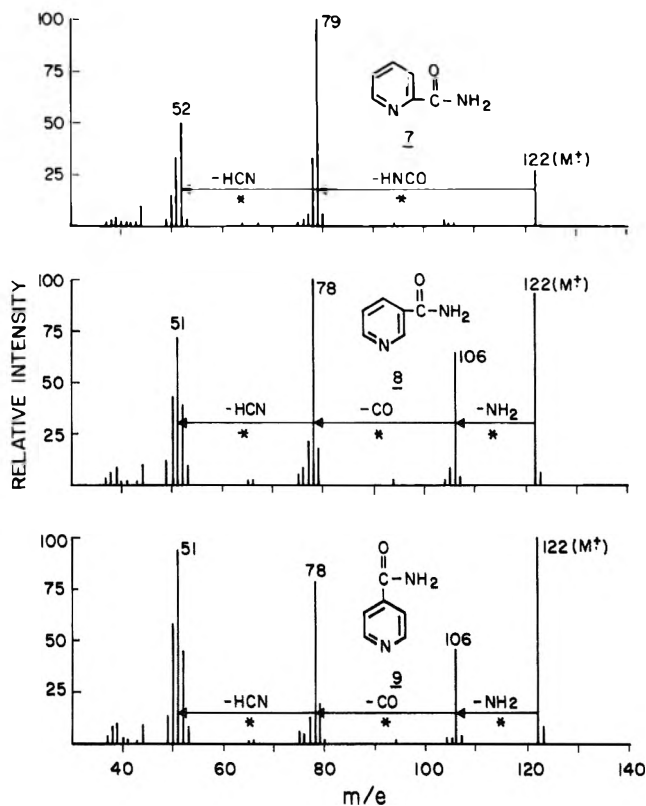 RELATIVE INTENSITY
100
75
50
25
79
52
-HCN
*
-HNCO
*
122 (M+)
O
C-NH2
N
7
100
75
50
25
78
51
106
-HCN
*
-CO
*
-NH2
*
122 (M+)
O
C-NH2
N
8
100
75
50
25
51
78
106
-HCN
*
-CO
*
-NH2
*
122 (M+)
O
C-NH2
N
9
40 60 80 100 120 140
m/e